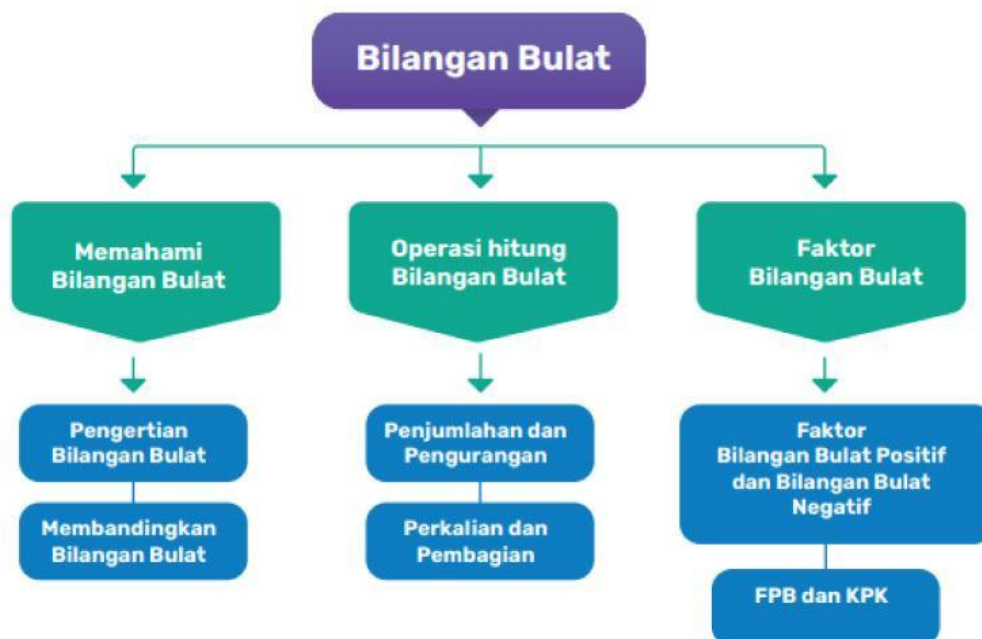 Bilangan Bulat
Memahami
Bilangan Bulat
Operasi hitung
Bilangan Bulat
Faktor
Bilangan Bulat
Pengertian
Bilangan Bulat
Membandingkan
Bilangan Bulat
Penjumlahan dan
Pengurangan
Perkalian dan
Pembagian
Faktor
Bilangan Bulat Positif
dan Bilangan Bulat
Negatif
FPB dan KPK